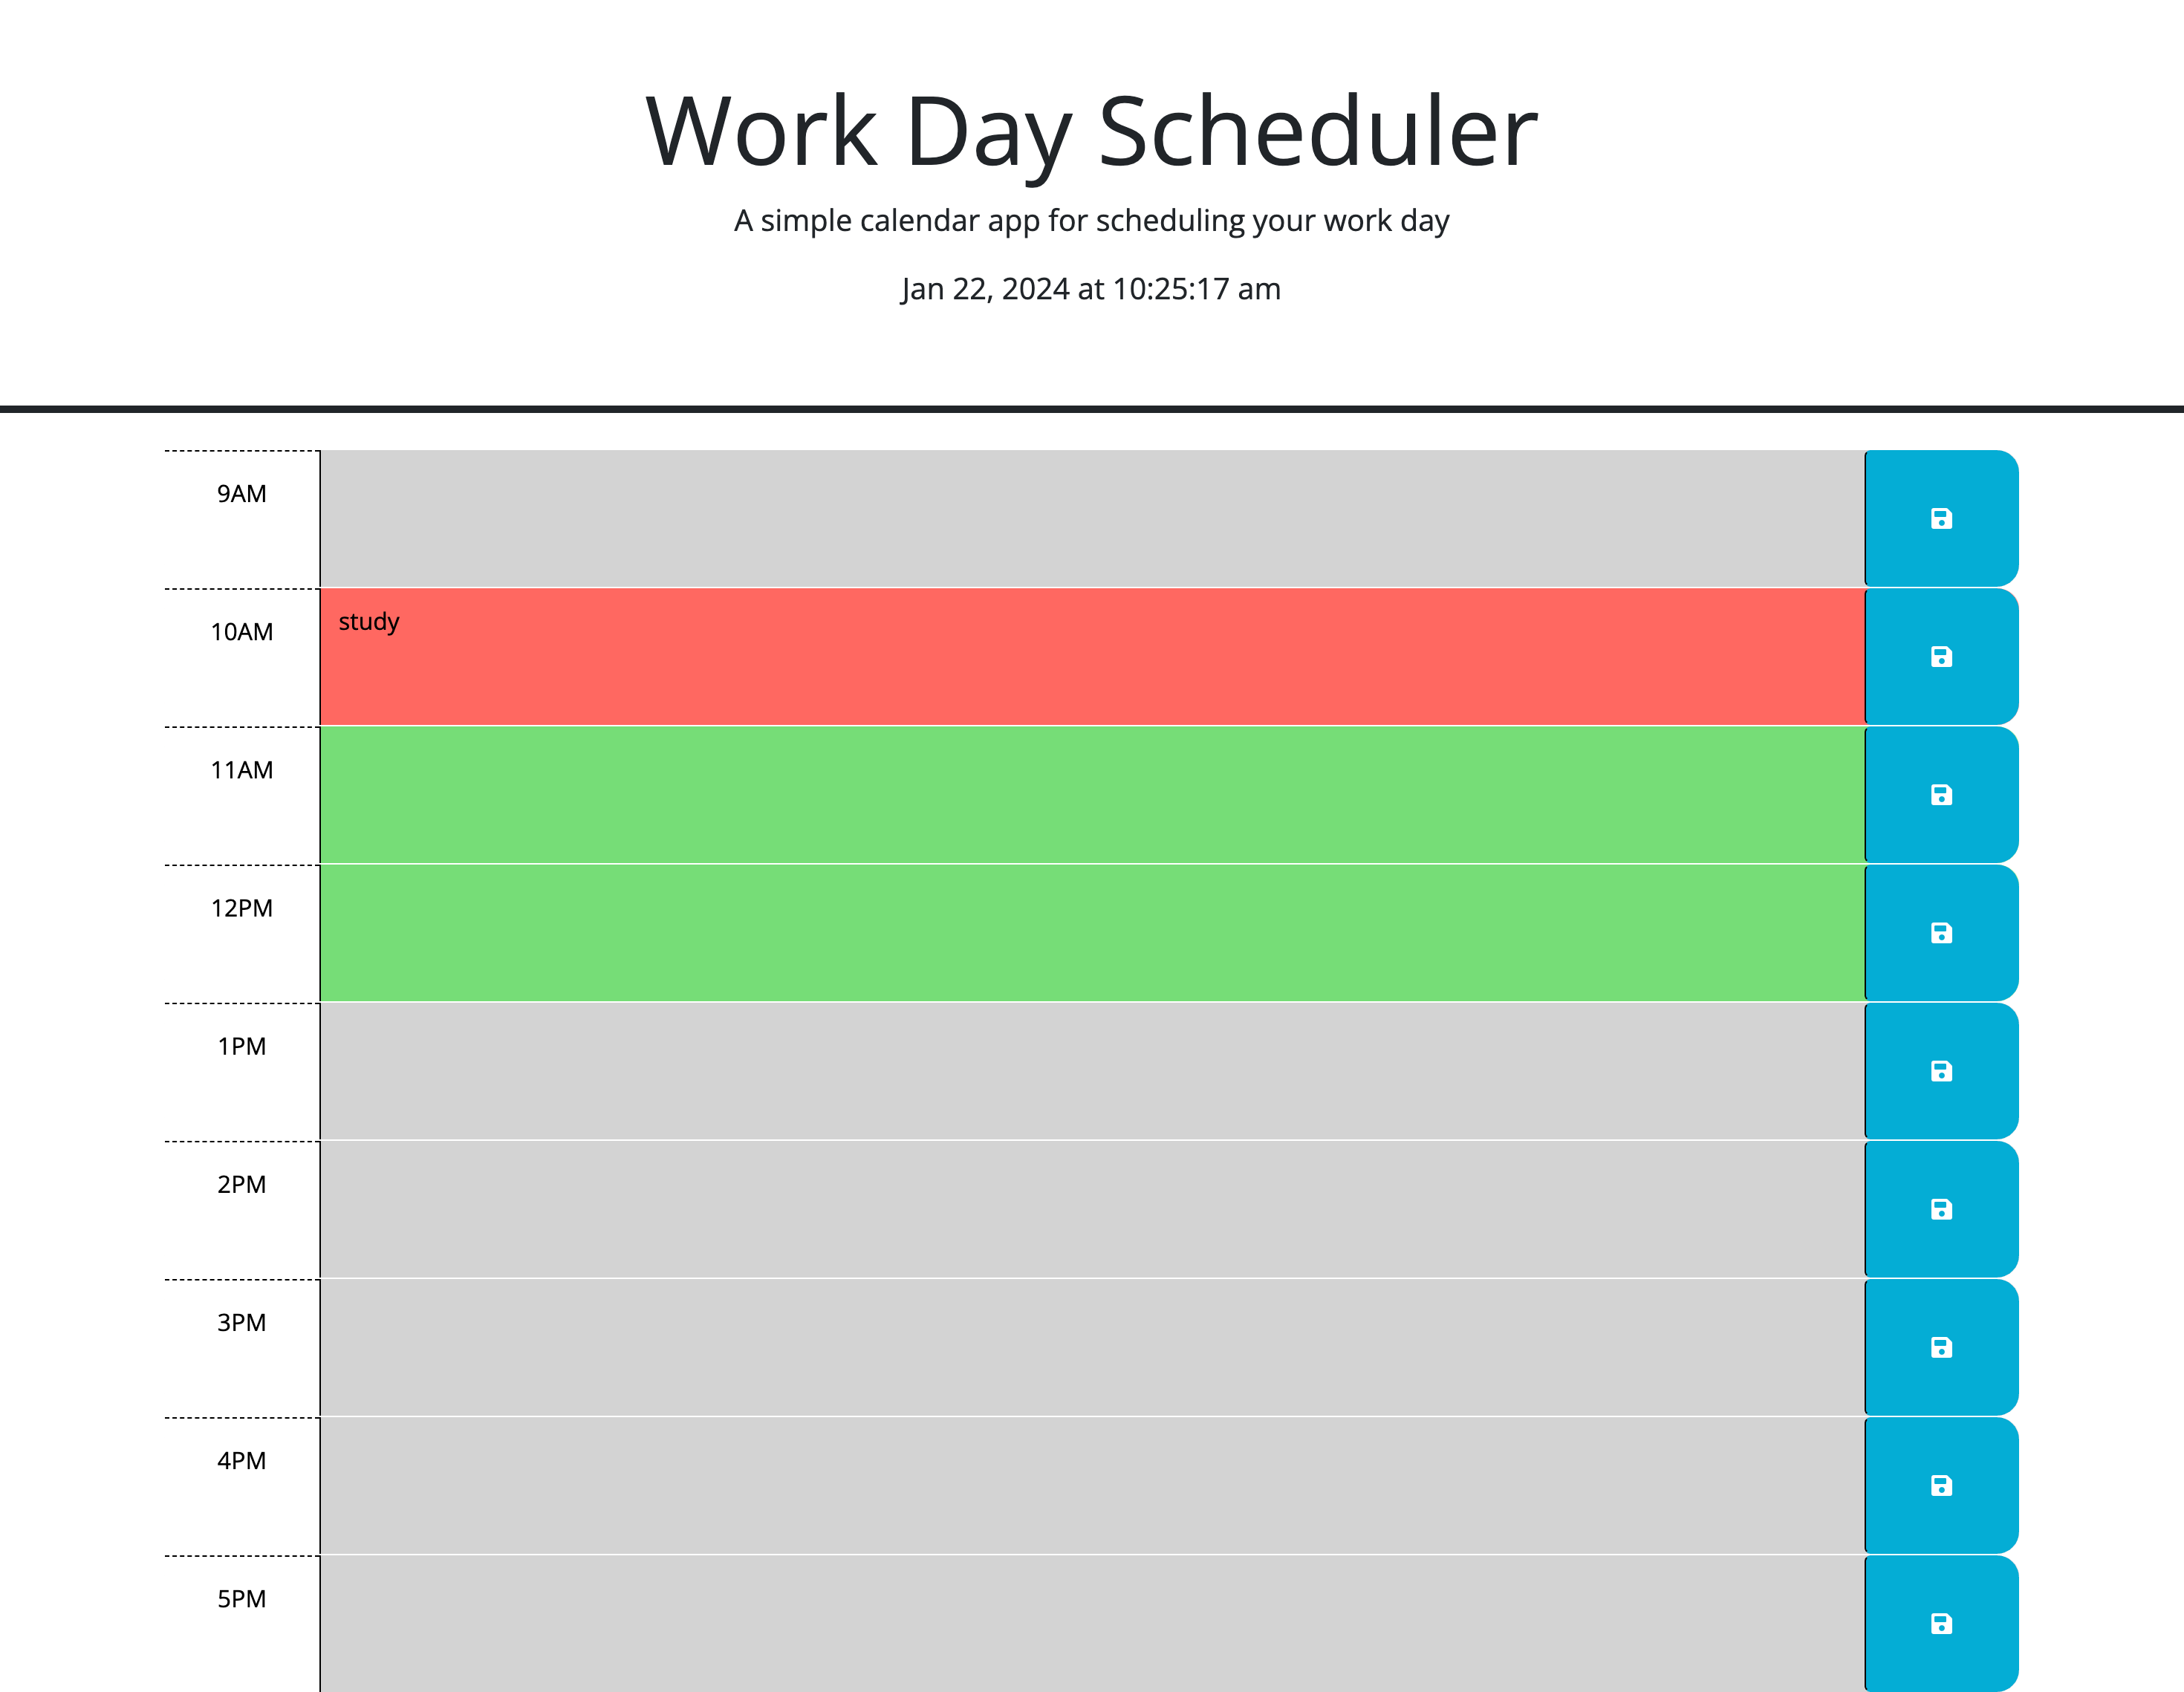 Work Day Scheduler
A simple calendar app for scheduling your work day
Jan 22, 2024 at 10:25:17 am
9AM
10AM
study
11AM
12PM
1PM
2PM
3PM
4PM
5PM